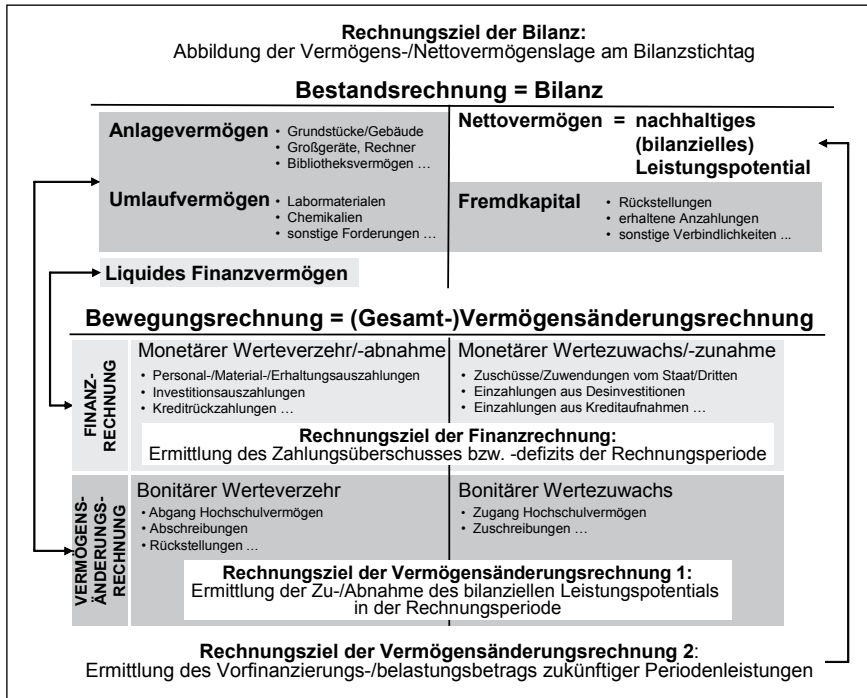 Rechnungsziel der Bilanz:
Abbildung der Vermögens-/Nettovermögenslage am Bilanzstichtag
Bestandsrechnung = Bilanz
Anlagevermögen
• Grundstücke/Gebäude
• Großgeräte, Rechner
• Bibliotheksvermögen ...
Umlaufvermögen
• Labormaterialen
• Chemikalien
• sonstige Forderungen ...
Liquides Finanzvermögen
Nettovermögen = nachhaltiges
(bilanzielles)
Leistungspotential
Fremdkapital
• Rückstellungen
• erhaltene Anzahlungen
• sonstige Verbindlichkeiten ...
Bewegungsrechnung = (Gesamt-)Vermögensänderungsrechnung
FINANZ-
RECHNUNG
Monetärer Werteverzehr/-abnahme
• Personal-/Material-/Erhaltungsauszahlungen
• Investitionsauszahlungen
• Kreditrückzahlungen ...
Monetärer Wertezuwachs/-zunahme
• Zuschüsse/Zuwendungen vom Staat/Dritten
• Einzahlungen aus Desinvestitionen
• Einzahlungen aus Kreditaufnahmen ...
Rechnungsziel der Finanzrechnung:
Ermittlung des Zahlungsüberschusses bzw. -defizits der Rechnungsperiode
VERMÖGENS-
ÄNDERUNGS-
RECHNUNG
Bonitärer Werteverzehr
• Abgang Hochschulvermögen
• Abschreibungen
• Rückstellungen ...
Bonitärer Wertezuwachs
• Zugang Hochschulvermögen
• Zuschreibungen ...
Rechnungsziel der Vermögensänderungsrechnung 1:
Ermittlung der Zu-/Abnahme des bilanziellen Leistungspotentials
in der Rechnungsperiode
Rechnungsziel der Vermögensänderungsrechnung 2:
Ermittlung des Vorfinanzierungs-/belastungsbetrags zukünftiger Periodenleistungen